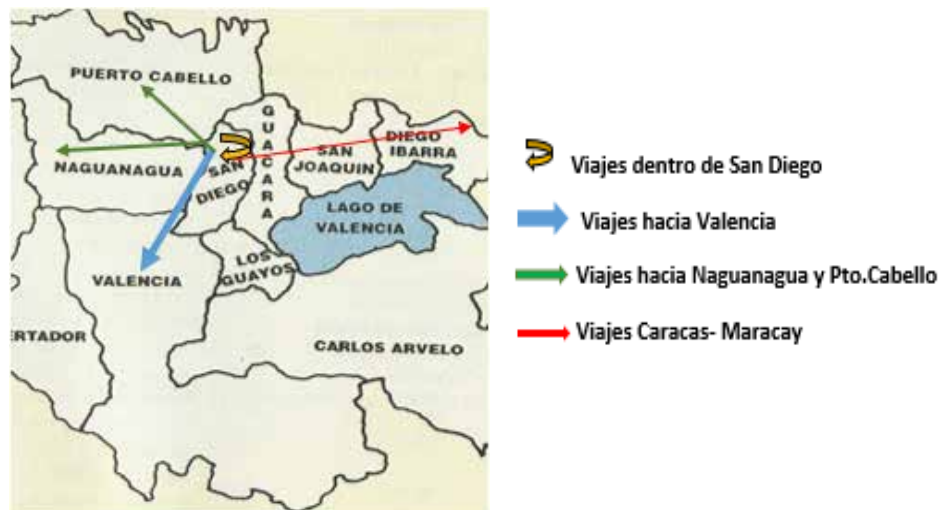 PUERTO CABELLO
GUACARA
NAGUANAGUA
SAN
DIEGO
SAN
JOAQUIN
DIEGO
IBARRA
LAGO DE
VALENCIA
LOS
GUAYOS
VALENCIA
ERTADOR
CARLOS ARVELO
Viajes dentro de San Diego
Viajes hacia Valencia
Viajes hacia Naguanagua y Pto.Cabello
Viajes Caracas- Maracay